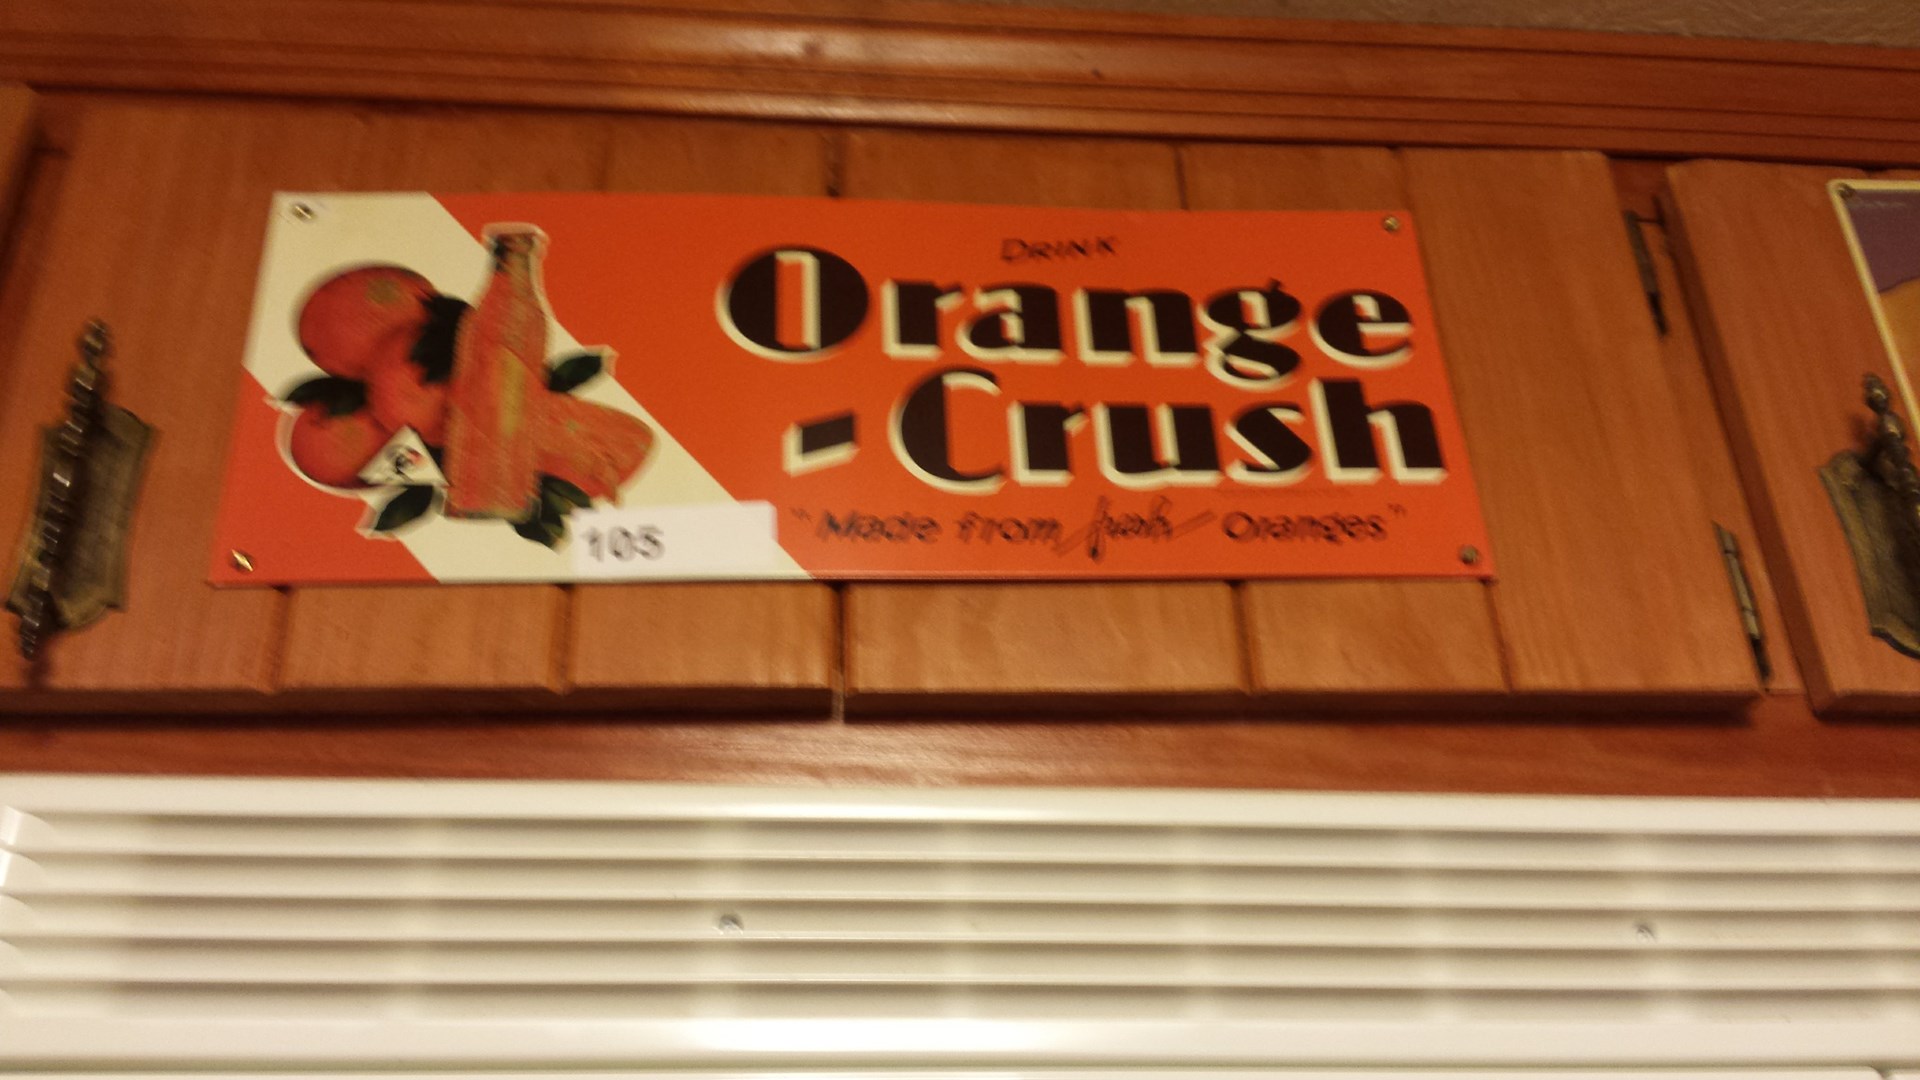 DRINK
Orange
-Crush
"Made from fresh Oranges"
105